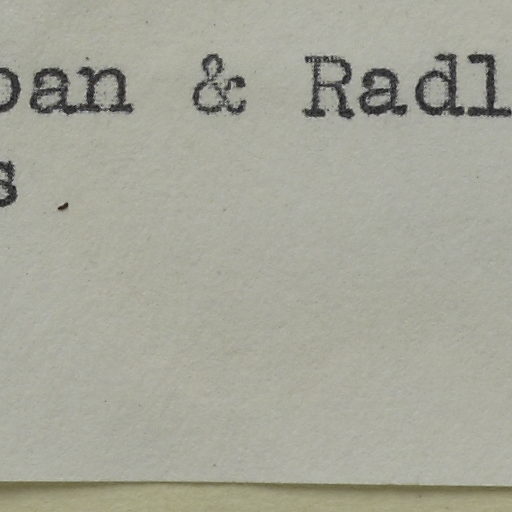 oan & Radl
s.